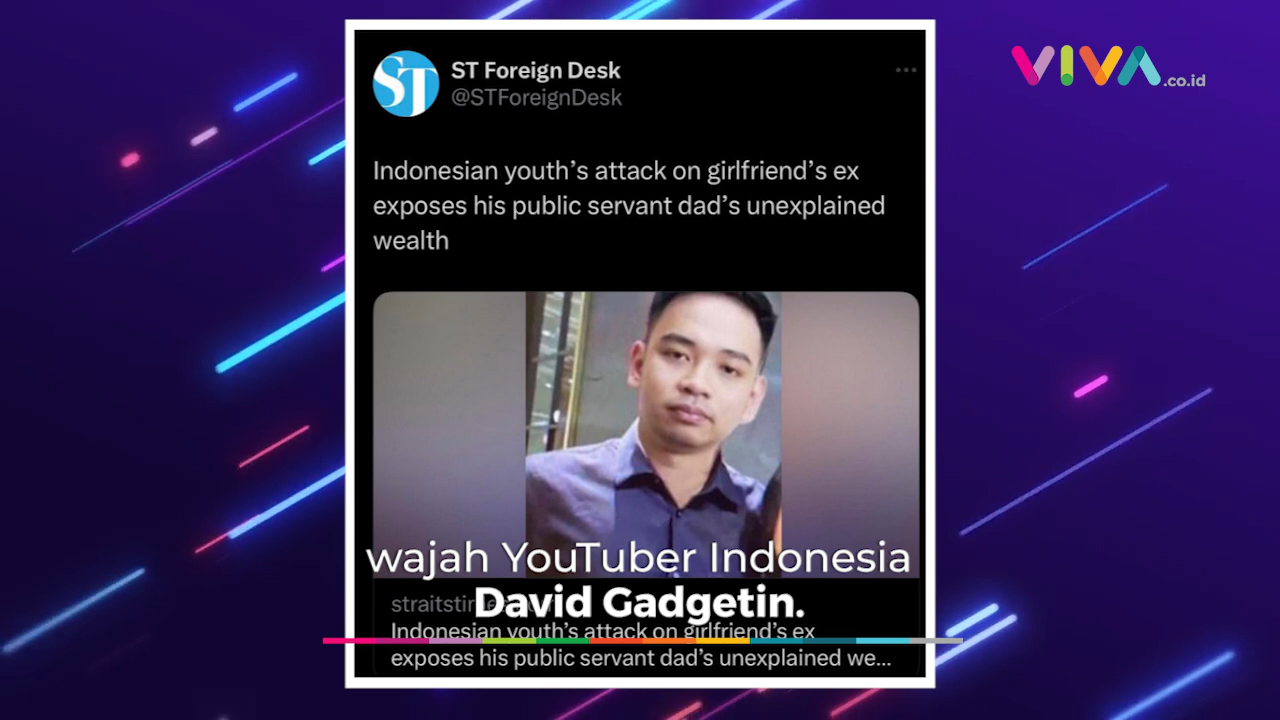 VIVA.co.id
ST
ST Foreign Desk
@STForeignDesk
Indonesian youth’s attack on girlfriend’s ex
exposes his public servant dad’s unexplained
wealth
wajah YouTuber Indonesia
David Gadgetin.
Indonesian youth’s attack on girlfriend’s ex
exposes his public servant dad’s unexplained we...